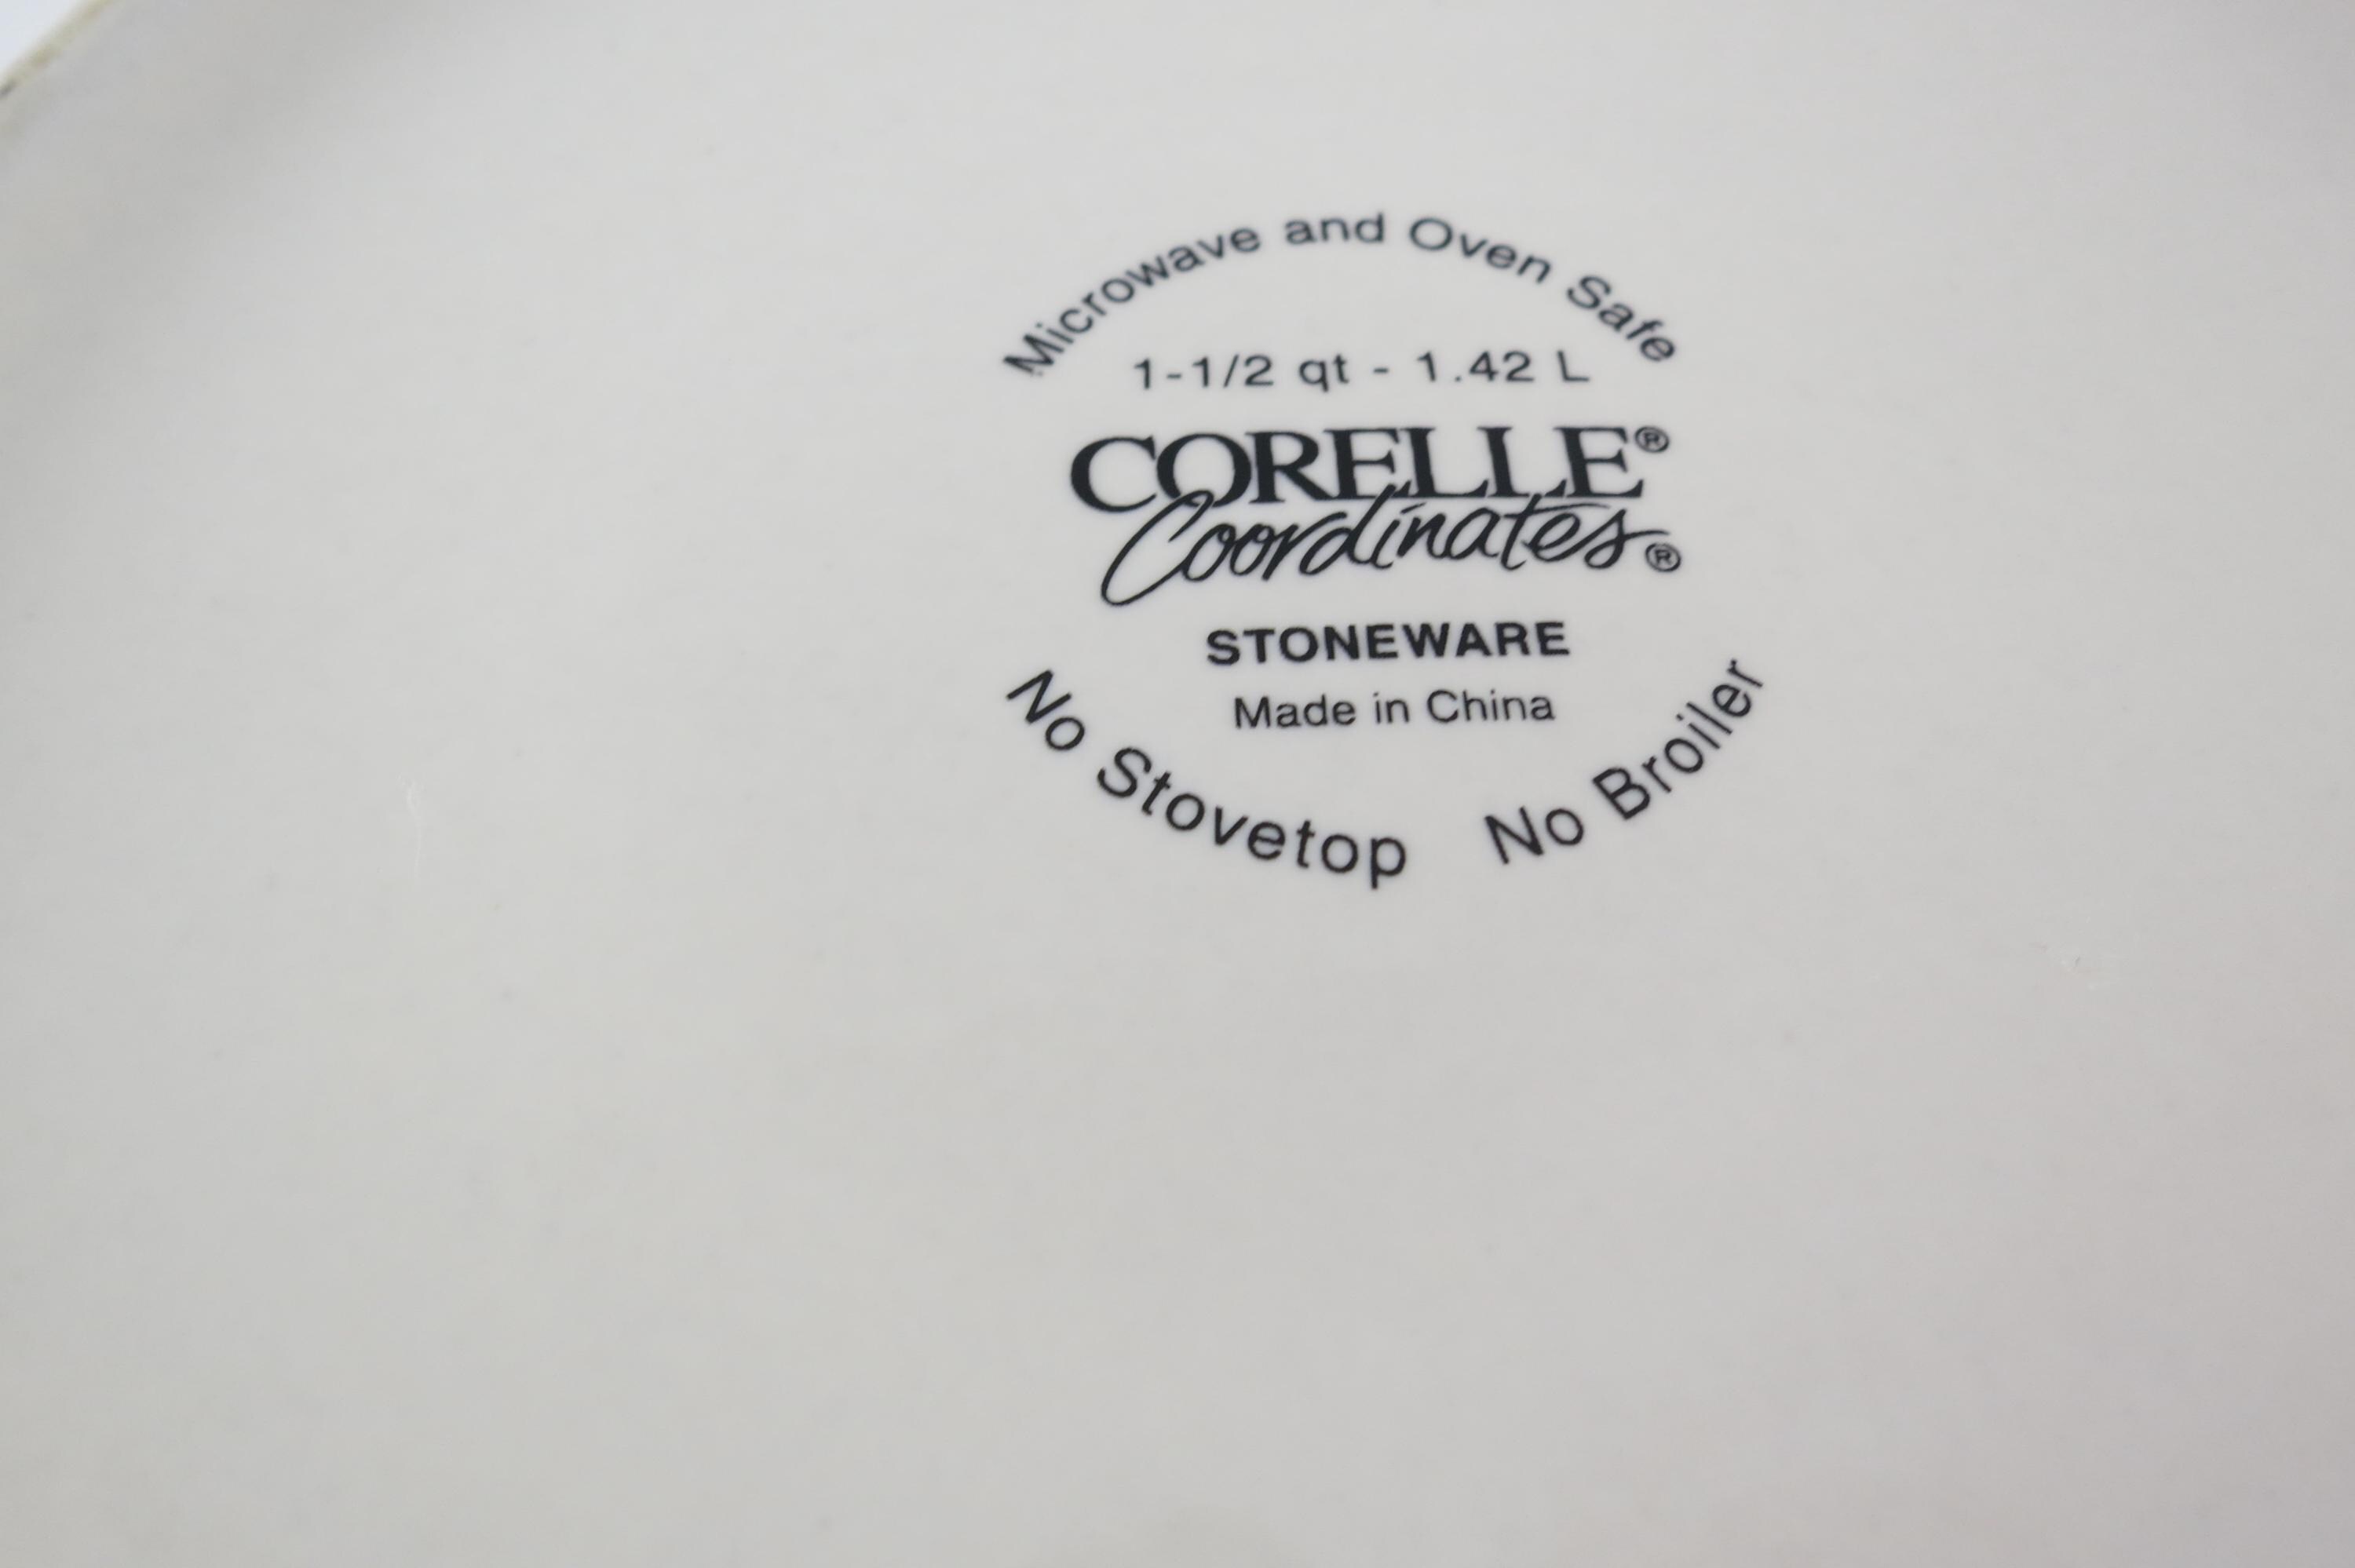 Microwave and Oven Safe
1-1/2 qt - 1.42 L
CORELLE®
Coordinates®
STONEWARE
Made in China
No Stovetop No Broiler